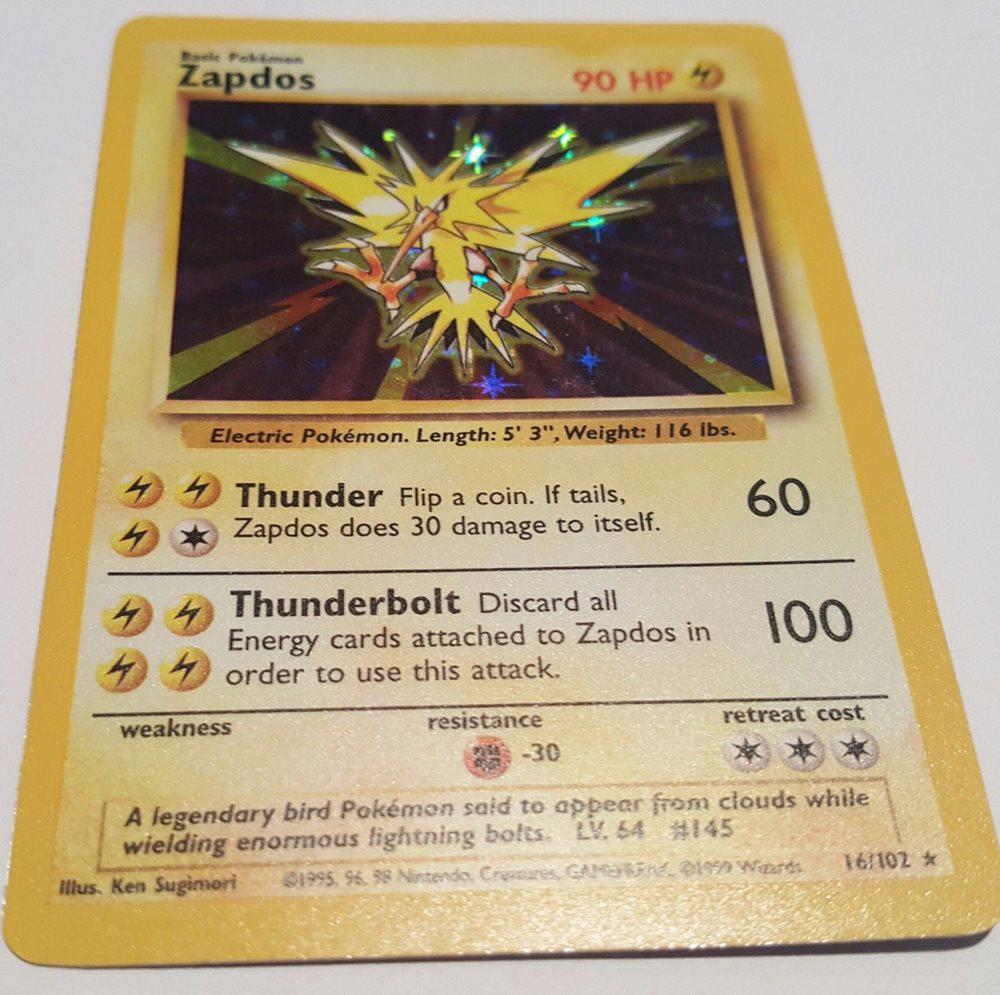 Basic Pokémon
Zapdos
90 HP
Electric Pokémon. Length: 5' 3", Weight: 116 lbs.
Thunder Flip a coin. If tails,
Zapdos does 30 damage to itself.
60
Thunderbolt Discard all
Energy cards attached to Zapdos in
order to use this attack.
100
weakness
resistance
retreat cost
-30
A legendary bird Pokémon said to appear from clouds while
wielding enormous lightning bolts. LV. 64 #145
Illus. Ken Sugimori
©1995, 96, 98 Nintendo, Creatures, GAMEFREAK. ©1999 Wizards.
16/102